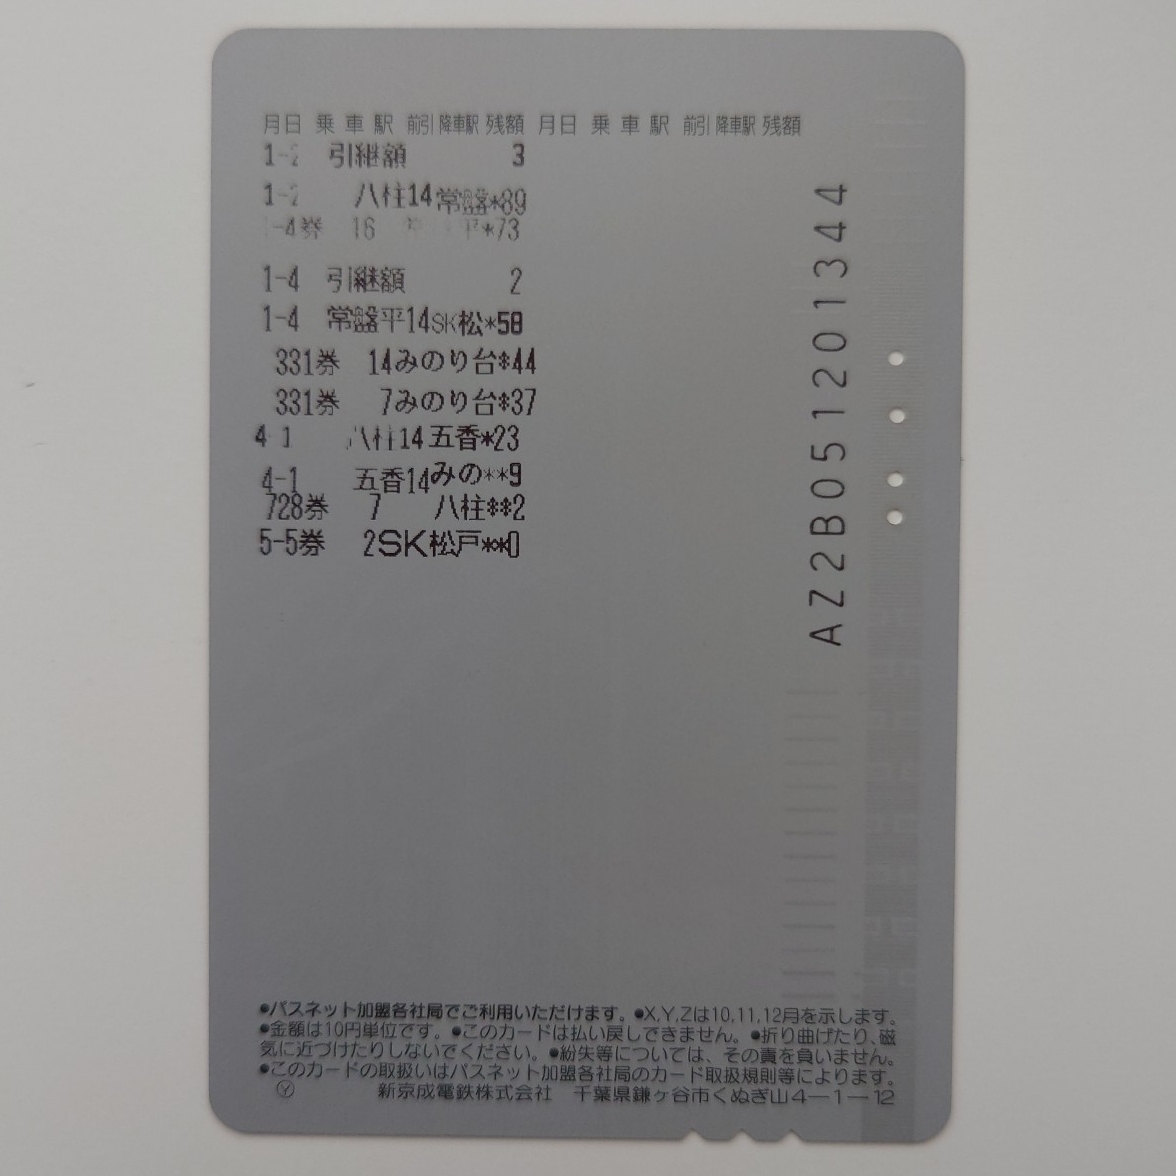 月日 乗車駅 前引 降車駅 残額 月日 乗車駅 前引 降車駅 残額
1-2 引継額 3
1-2 八柱14常盤*89
-4券 16 平*73
1-4 引継額 2
1-4 常盤平14SK松*58
331券 14みのり台*44
331券 7みのり台*37
4 1 八柱14五香*23
4-1 五香14みの**9
728券 7 八柱**2
5-5券 2SK松戸**0
AZ2B051201344
●パスネット加盟各社局でご利用いただけます。●X,Y,Zは10,11,12月を示します。
●金額は10円単位です。●このカードは払い戻しできません。●折り曲げたり、磁
気に近づけたりしないでください。●紛失等については、その責を負いません。
●このカードの取扱いはパスネット加盟各社局のカード取扱規則等によります。
Ⓨ 新京成電鉄株式会社 千葉県鎌ヶ谷市くぬぎ山4-1-12